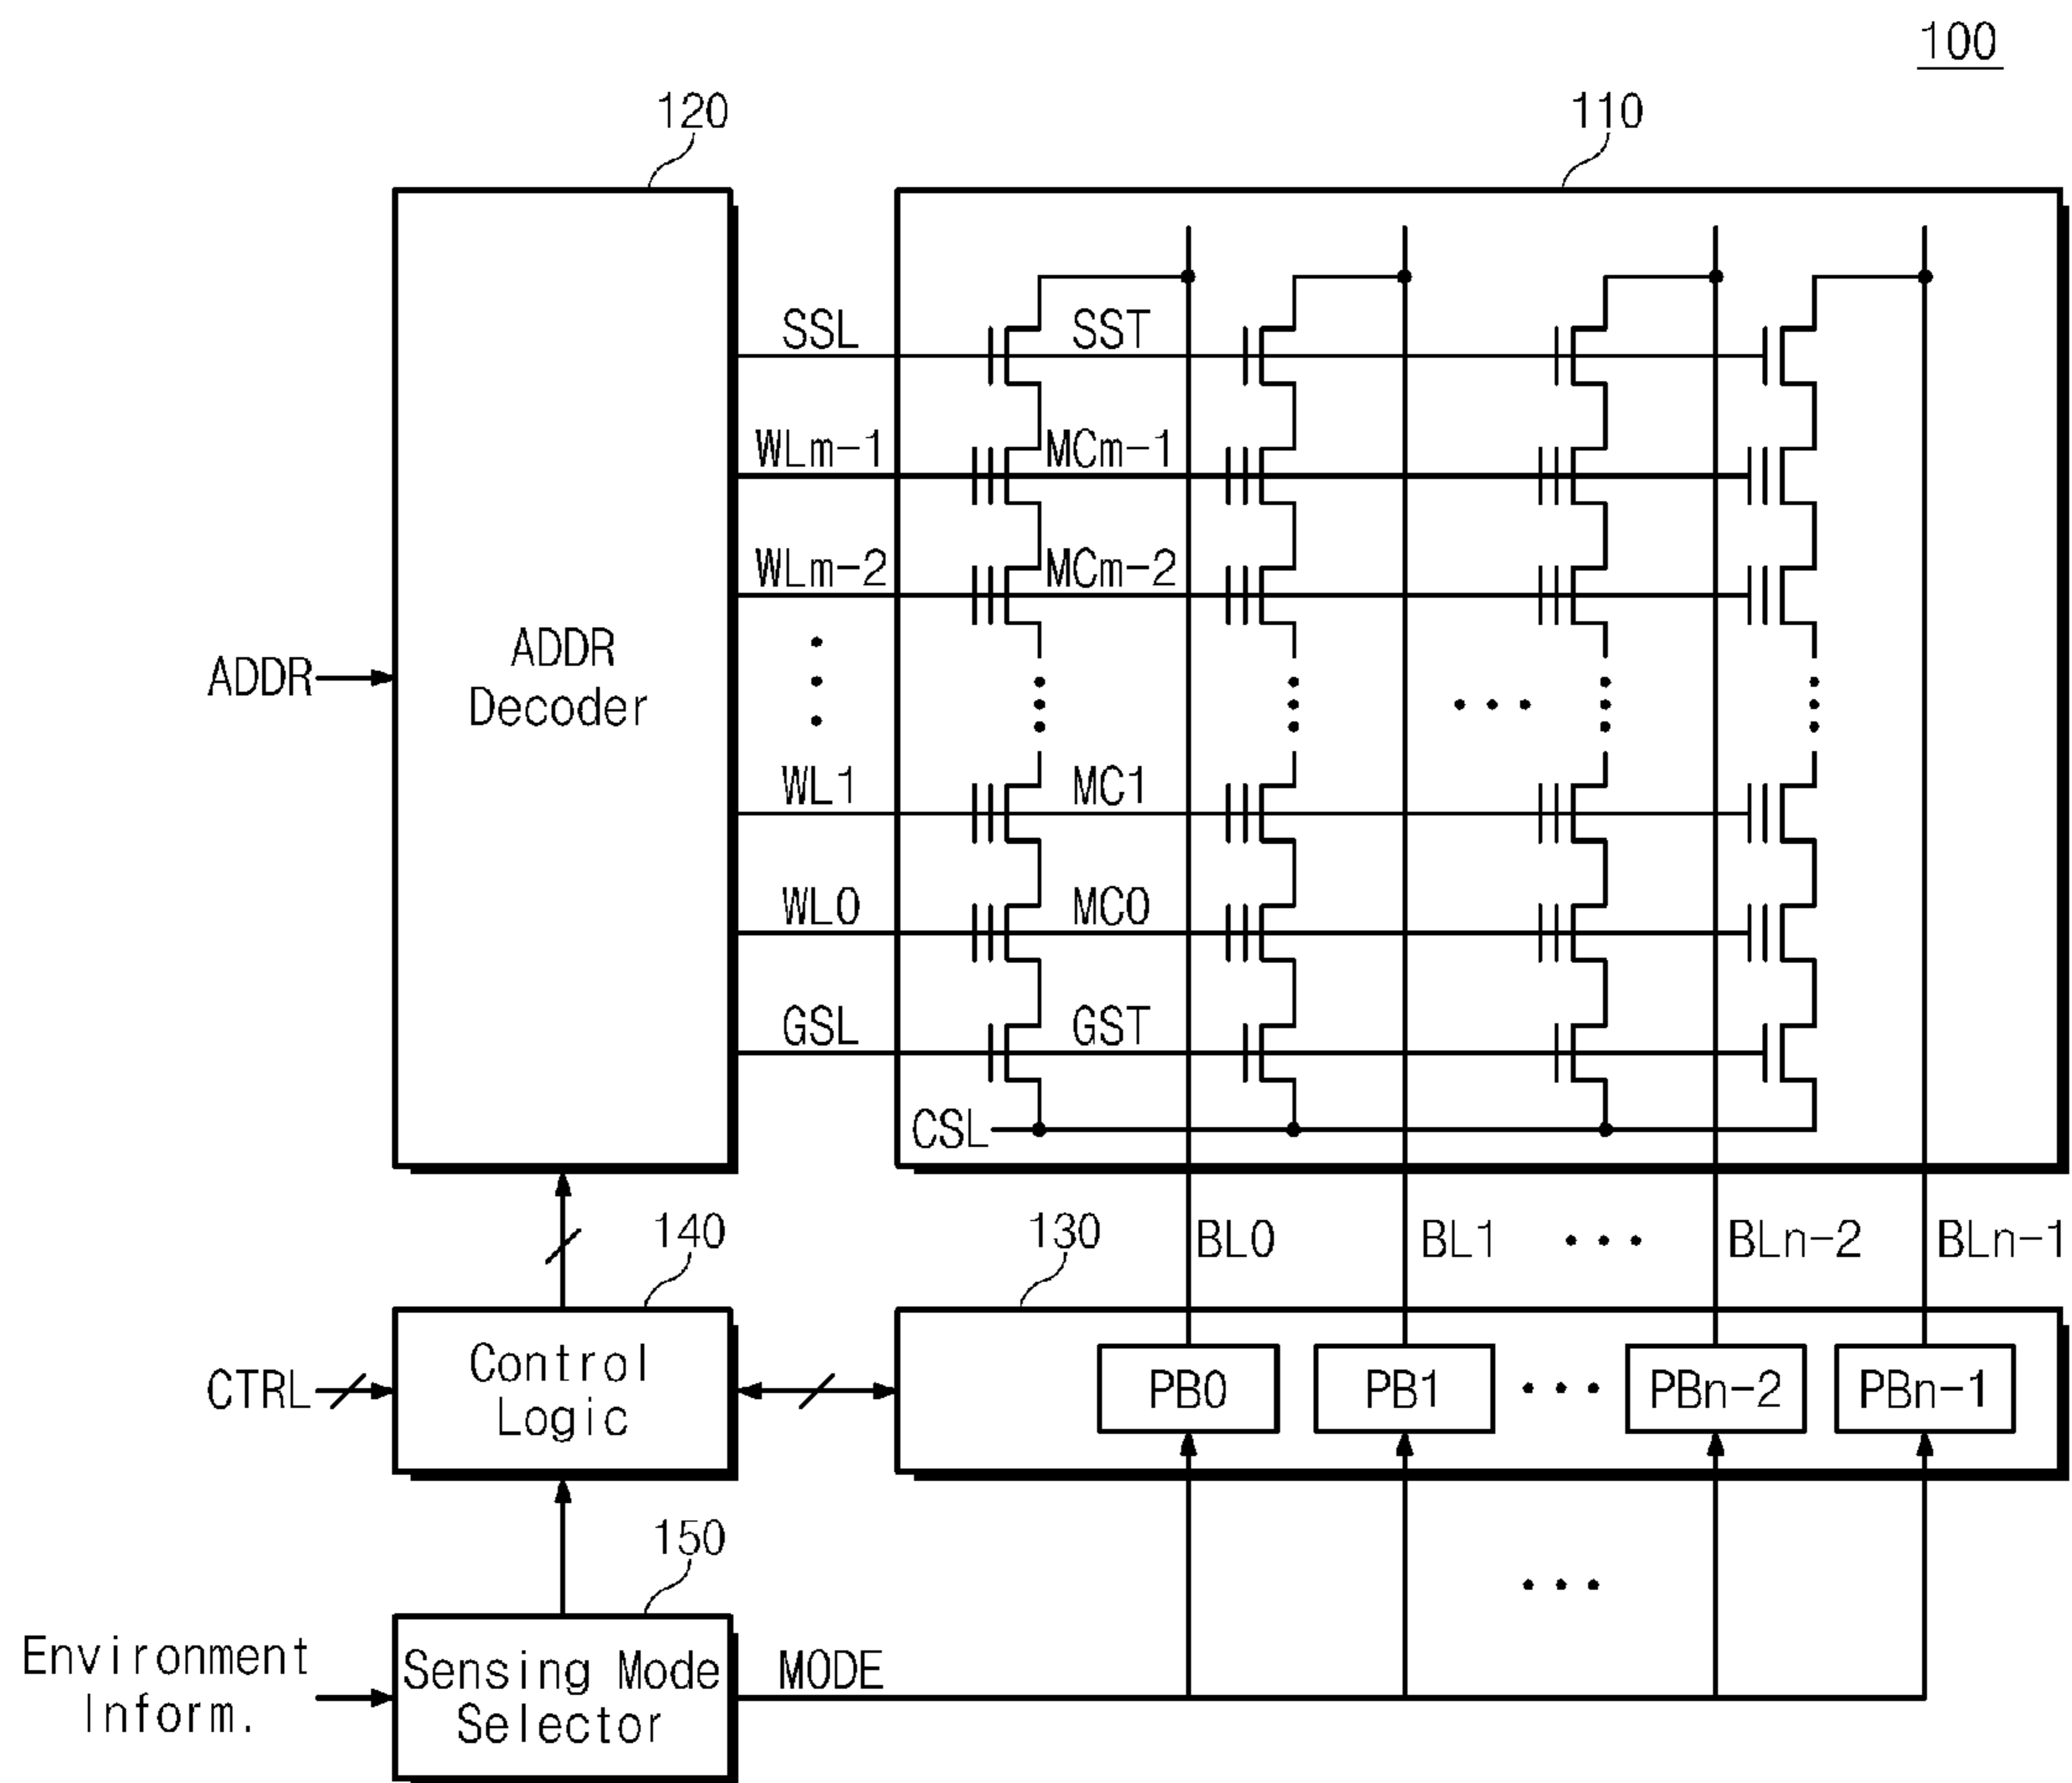 100
120
110
SSL
SST
WLm-1
MCm-1
WLm-2
MCm-2
ADDR
ADDR
Decoder
WL1
MC1
WL0
MC0
GSL
GST
CSL
140
130
BL0
BL1
BLn-2
BLn-1
CTRL
Control
Logic
PB0
PB1
PBn-2
PBn-1
150
Environment
Inform.
Sensing Mode
Selector
MODE